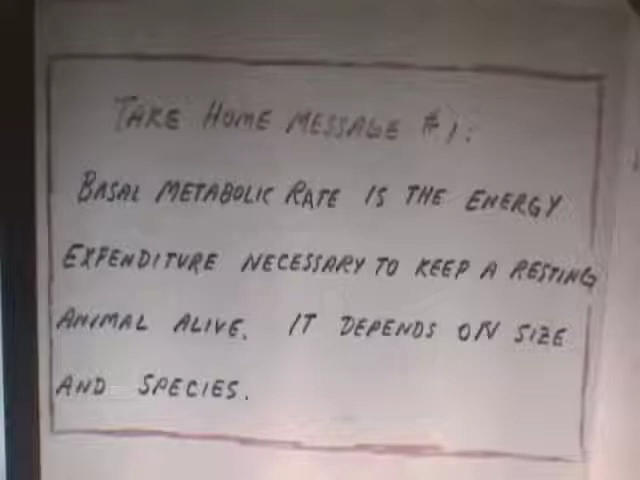 TAKE HOME MESSAGE #1:
BASAL METABOLIC RATE IS THE ENERGY
EXPENDITURE NECESSARY TO KEEP A RESTING
ANIMAL ALIVE. IT DEPENDS ON SIZE
AND SPECIES.